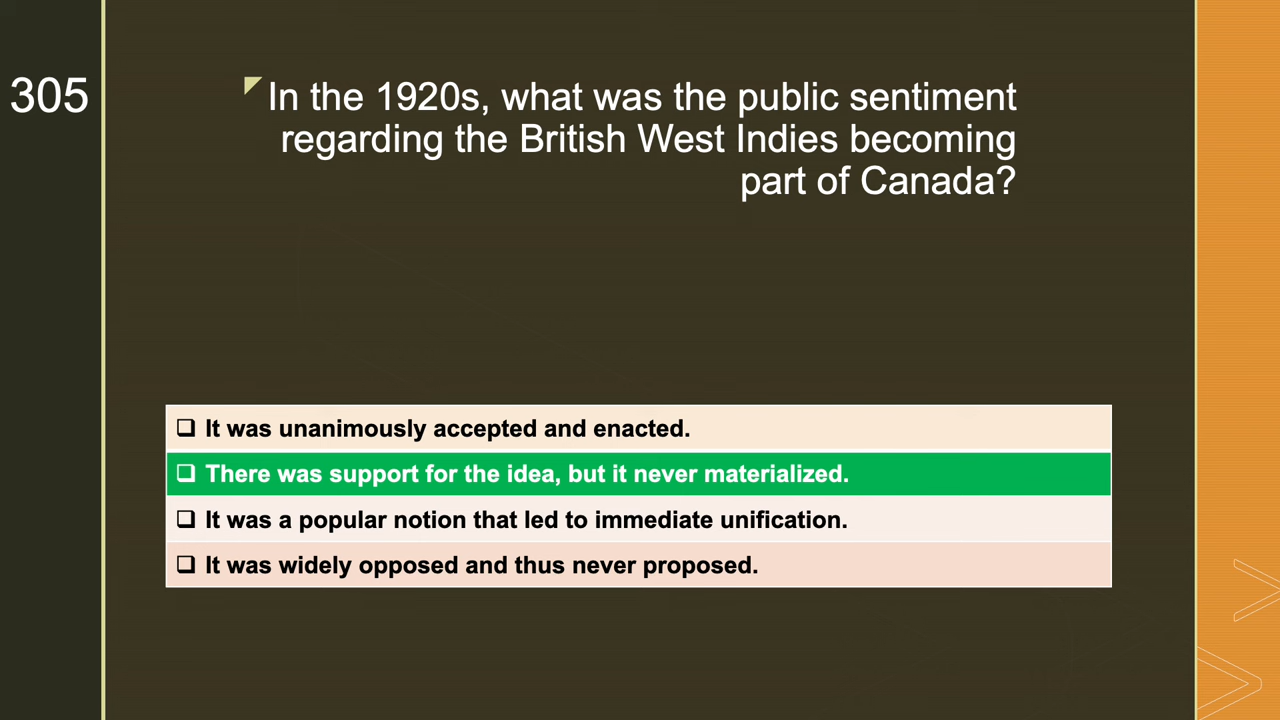 305
In the 1920s, what was the public sentiment
regarding the British West Indies becoming
part of Canada?
❑ It was unanimously accepted and enacted.
❑ There was support for the idea, but it never materialized.
❑ It was a popular notion that led to immediate unification.
❑ It was widely opposed and thus never proposed.